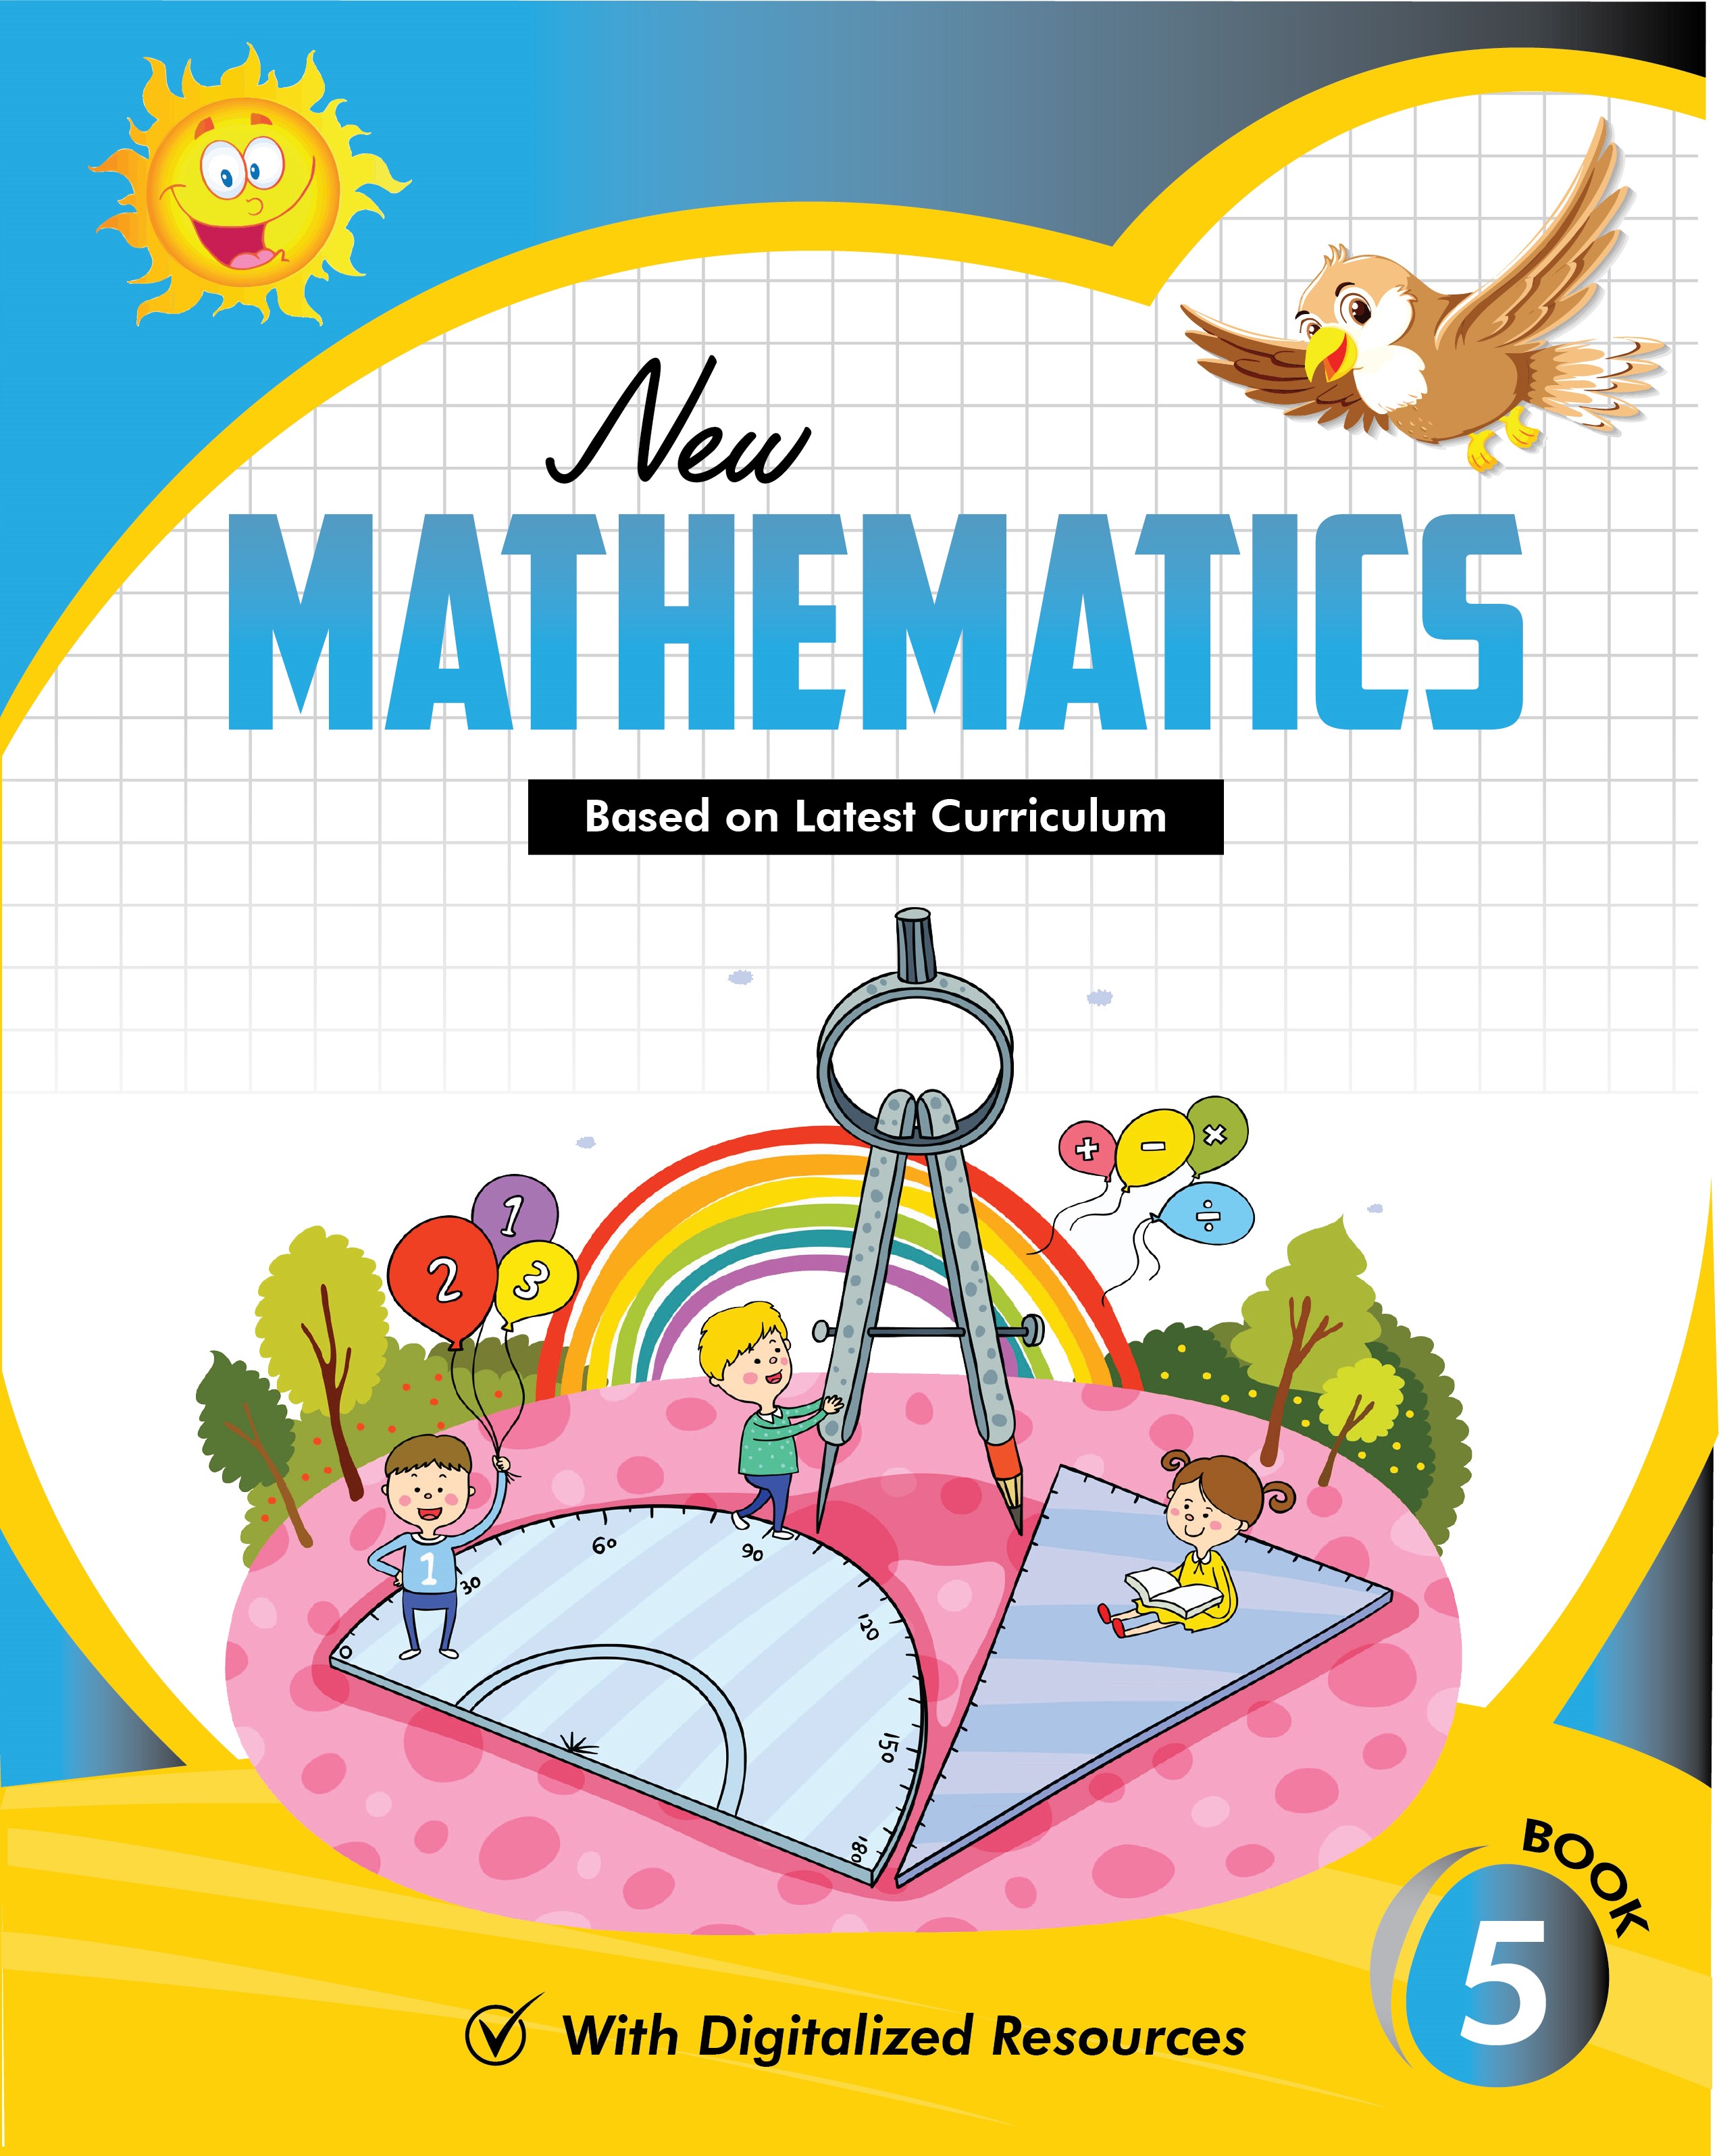 New
MATHEMATICS
Based on Latest Curriculum
+ − ×
÷
1
2 3
1
0 30 60 90 120 150 180
BOOK
5
With Digitalized Resources